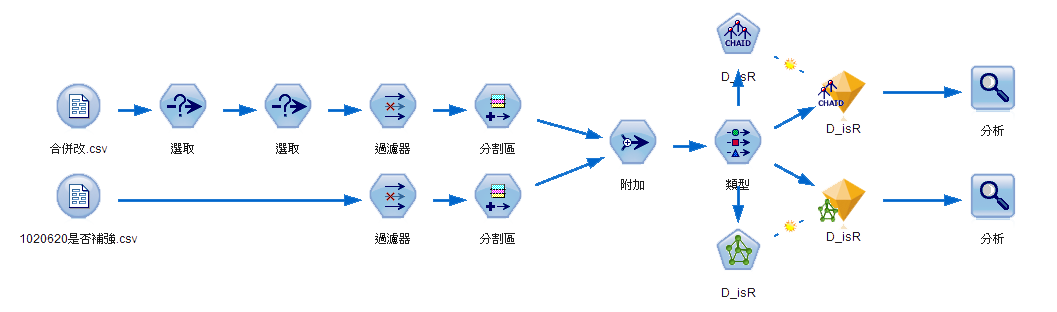 CHAID
D_isR
CHAID
D_isR
合併改.csv
選取
選取
過濾器
分割區
分析
附加
類型
1020620是否補強.csv
過濾器
分割區
D_isR
分析
D_isR